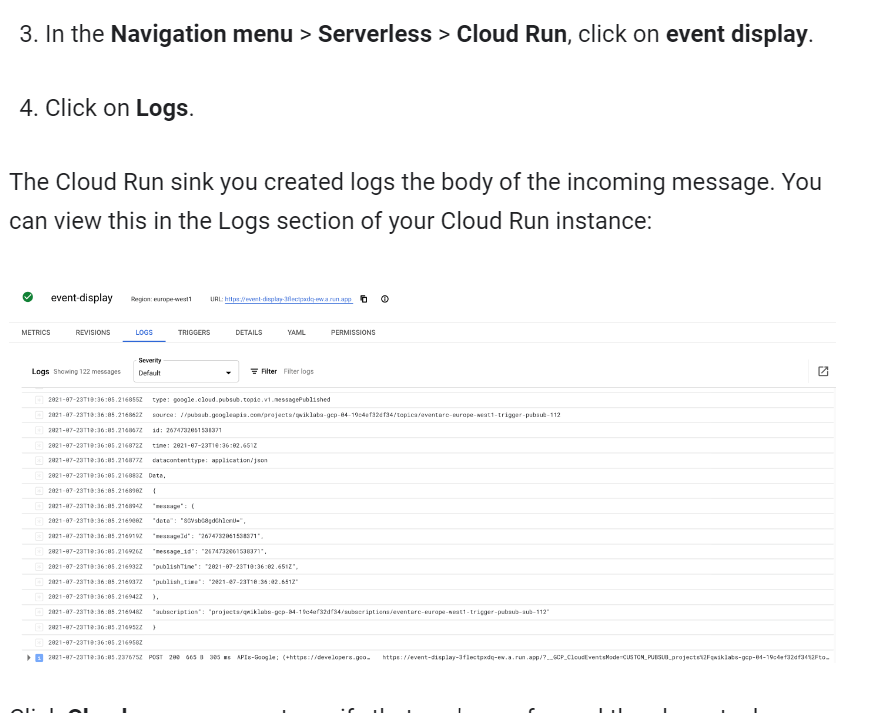 3. In the Navigation menu > Serverless > Cloud Run, click on event display.
4. Click on Logs.
The Cloud Run sink you created logs the body of the incoming message. You
can view this in the Logs section of your Cloud Run instance:
event-display Region: europe-west1 URL: https://event-display-3flectpxdq-ew.a.run.app
METRICS REVISIONS LOGS TRIGGERS DETAILS YAML PERMISSIONS
Severity
Logs Showing 122 messages Default Filter Filter logs
2021-07-23T10:36:05.216855Z type: google.cloud.pubsub.topic.v1.messagePublished
2021-07-23T10:36:05.216862Z source: //pubsub.googleapis.com/projects/qwiklabs-gcp-04-19c4ef32df34/topics/eventarc-europe-west1-trigger-pubsub-112
2021-07-23T10:36:05.216867Z id: 2674732061538371
2021-07-23T10:36:05.216872Z time: 2021-07-23T10:36:02.651Z
2021-07-23T10:36:05.216877Z datacontenttype: application/json
2021-07-23T10:36:05.216883Z Data,
2021-07-23T10:36:05.216890Z {
2021-07-23T10:36:05.216894Z "message": {
2021-07-23T10:36:05.216900Z "data":
2021-07-23T10:36:05.216919Z "messageId": "2674732061538371",
2021-07-23T10:36:05.216926Z "message_id": "2674732061538371",
2021-07-23T10:36:05.216932Z "publishTime": "2021-07-23T10:36:02.651Z",
2021-07-23T10:36:05.216937Z "publish_time": "2021-07-23T10:36:02.651Z"
2021-07-23T10:36:05.216942Z },
2021-07-23T10:36:05.216948Z "subscription": "projects/qwiklabs-gcp-04-19c4ef32df34/subscriptions/eventarc-europe-west1-trigger-pubsub-sub-112"
2021-07-23T10:36:05.216952Z }
2021-07-23T10:36:05.216958Z
2021-07-23T10:36:05.237675Z POST 200 665 B 305 ms APIs-Google; (+https://developers.goo… https://event-display-3flectpxdq-ew.a.run.app/?__GCP_CloudEventsMode=CUSTOM_PUBSUB_projects%2Fqwiklabs-gcp-04-19c4ef32df34%2Fto…